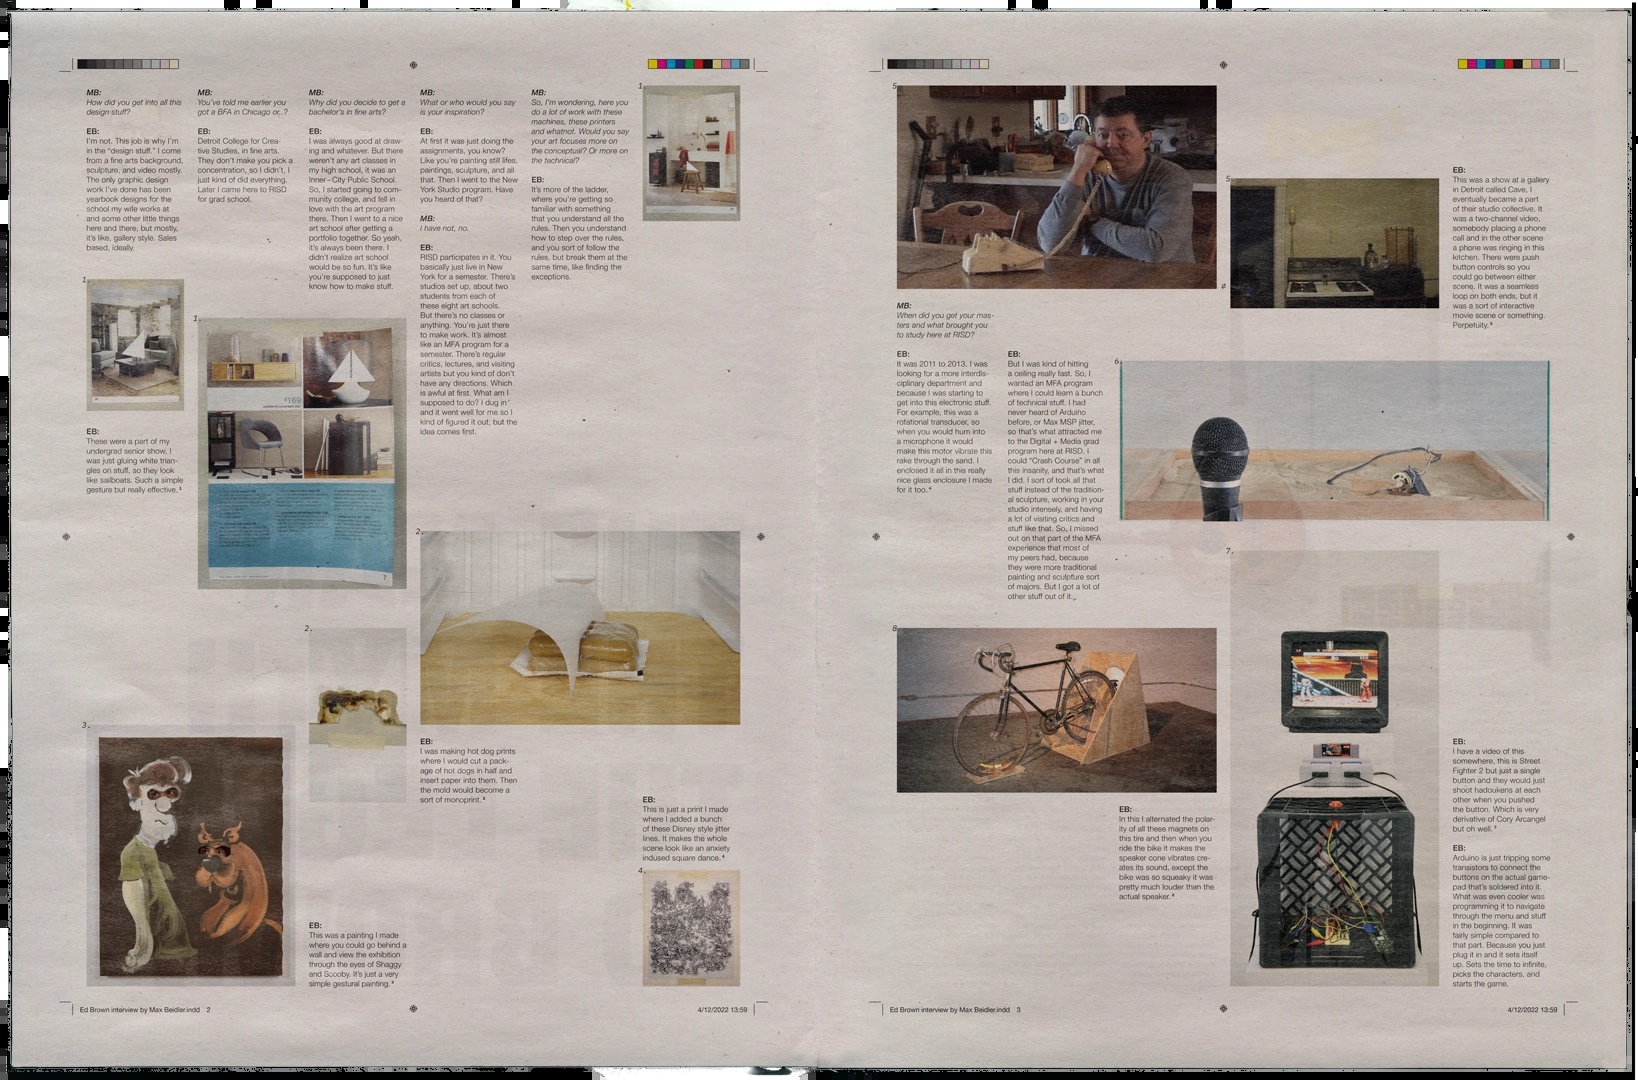 MB:
How did you get into all this
design stuff?
EB:
I'm not. This job is why I'm
in the "design stuff." I come
from a fine arts background,
sculpture, and video mostly.
The only graphic design
work I've done has been
yearbook designs for the
school my wife works at
and some other little things
here and there, but mostly,
it's like, gallery style. Sales
based, ideally.
1.
EB:
These were a part of my
undergrad senior show, I
was just gluing white trian-
gles on stuff, so they look
like sailboats. Such a simple
gesture but really effective.¹
MB:
You've told me earlier you
got a BFA in Chicago or..?
EB:
Detroit College for Crea-
tive Studies, in fine arts.
They don't make you pick a
concentration, so I didn't, I
just kind of did everything.
Later I came here to RISD
for grad school.
1.
$169
7
MB:
Why did you decide to get a
bachelor's in fine arts?
EB:
I was always good at draw-
ing and whatever. But there
weren't any art classes in
my high school, it was an
Inner–City Public School.
So, I started going to com-
munity college, and fell in
love with the art program
there. Then I went to a nice
art school after getting a
portfolio together. So yeah,
it's always been there. I
didn't realize art school
would be so fun. It's like
you're supposed to just
know how to make stuff.
MB:
What or who would you say
is your inspiration?
EB:
At first it was just doing the
assignments, you know?
Like you're painting still lifes,
paintings, sculpture, and all
that. Then I went to the New
York Studio program. Have
you heard of that?
MB:
I have not, no.
EB:
RISD participates in it. You
basically just live in New
York for a semester. There's
studios set up, about two
students from each of
these eight art schools.
But there's no classes or
anything. You're just there
to make work. It's almost
like an MFA program for a
semester. There's regular
critics, lectures, and visiting
artists but you kind of don't
have any directions. Which
is awful at first. What am I
supposed to do? I dug in
and it went well for me so I
kind of figured it out; but the
idea comes first.
MB:
So, I'm wondering, here you
do a lot of work with these
machines, these printers
and whatnot. Would you say
your art focuses more on
the conceptual? Or more on
the technical?
EB:
It's more of the ladder,
where you're getting so
familiar with something
that you understand all the
rules. Then you understand
how to step over the rules,
and you sort of follow the
rules, but break them at the
same time, like finding the
exceptions.
1.
2.
2.
EB:
I was making hot dog prints
where I would cut a pack-
age of hot dogs in half and
insert paper into them. Then
the mold would become a
sort of monoprint.²
3.
EB:
This was a painting I made
where you could go behind a
wall and view the exhibition
through the eyes of Shaggy
and Scooby. It's just a very
simple gestural painting.³
EB:
This is just a print I made
where I added a bunch
of these Disney style jitter
lines. It makes the whole
scene look like an anxiety
indused square dance.⁴
4.
Ed Brown interview by Max Beidler.indd 2
4/12/2022 13:59
5.
MB:
When did you get your mas-
ters and what brought you
to study here at RISD?
EB:
It was 2011 to 2013. I was
looking for a more interdis-
ciplinary department and
because I was starting to
get into this electronic stuff.
For example, this was a
rotational transducer, so
when you would hum into
a microphone it would
make this motor vibrate this
rake through the sand. I
enclosed it all in this really
nice glass enclosure I made
for it too.⁶
EB:
But I was kind of hitting
a ceiling really fast. So, I
wanted an MFA program
where I could learn a bunch
of technical stuff. I had
never heard of Arduino
before, or Max MSP jitter,
so that's what attracted me
to the Digital + Media grad
program here at RISD. I
could "Crash Course" in all
this insanity, and that's what
I did. I sort of took all that
stuff instead of the tradition-
al sculpture, working in your
studio intensely, and having
a lot of visiting critics and
stuff like that. So, I missed
out on that part of the MFA
experience that most of
my peers had, because
they were more traditional
painting and sculpture sort
of majors. But I got a lot of
other stuff out of it.
5.
EB:
This was a show at a gallery
in Detroit called Cave. I
eventually became a part
of their studio collective. It
was a two-channel video,
somebody placing a phone
call and in the other scene
a phone was ringing in this
kitchen. There were push
button controls so you
could go between either
scene. It was a seamless
loop on both ends, but it
was a sort of interactive
movie scene or something.
Perpetuity.⁵
6.
7.
8.
EB:
In this I alternated the polar-
ity of all these magnets on
this tire and then when you
ride the bike it makes the
speaker cone vibrates cre-
ates its sound, except the
bike was so squeaky it was
pretty much louder than the
actual speaker.
EB:
I have a video of this
somewhere, this is Street
Fighter 2 but just a single
button and they would just
shoot hadoukens at each
other when you pushed
the button. Which is very
derivative of Cory Arcangel
but oh well.⁷
EB:
Arduino is just tripping some
transistors to connect the
buttons on the actual game-
pad that's soldered into it.
What was even cooler was
programming it to navigate
through the menu and stuff
in the beginning. It was
fairly simple compared to
that part. Because you just
plug it in and it sets itself
up. Sets the time to infinite,
picks the characters, and
starts the game.
Ed Brown interview by Max Beidler.indd 3
4/12/2022 13:59